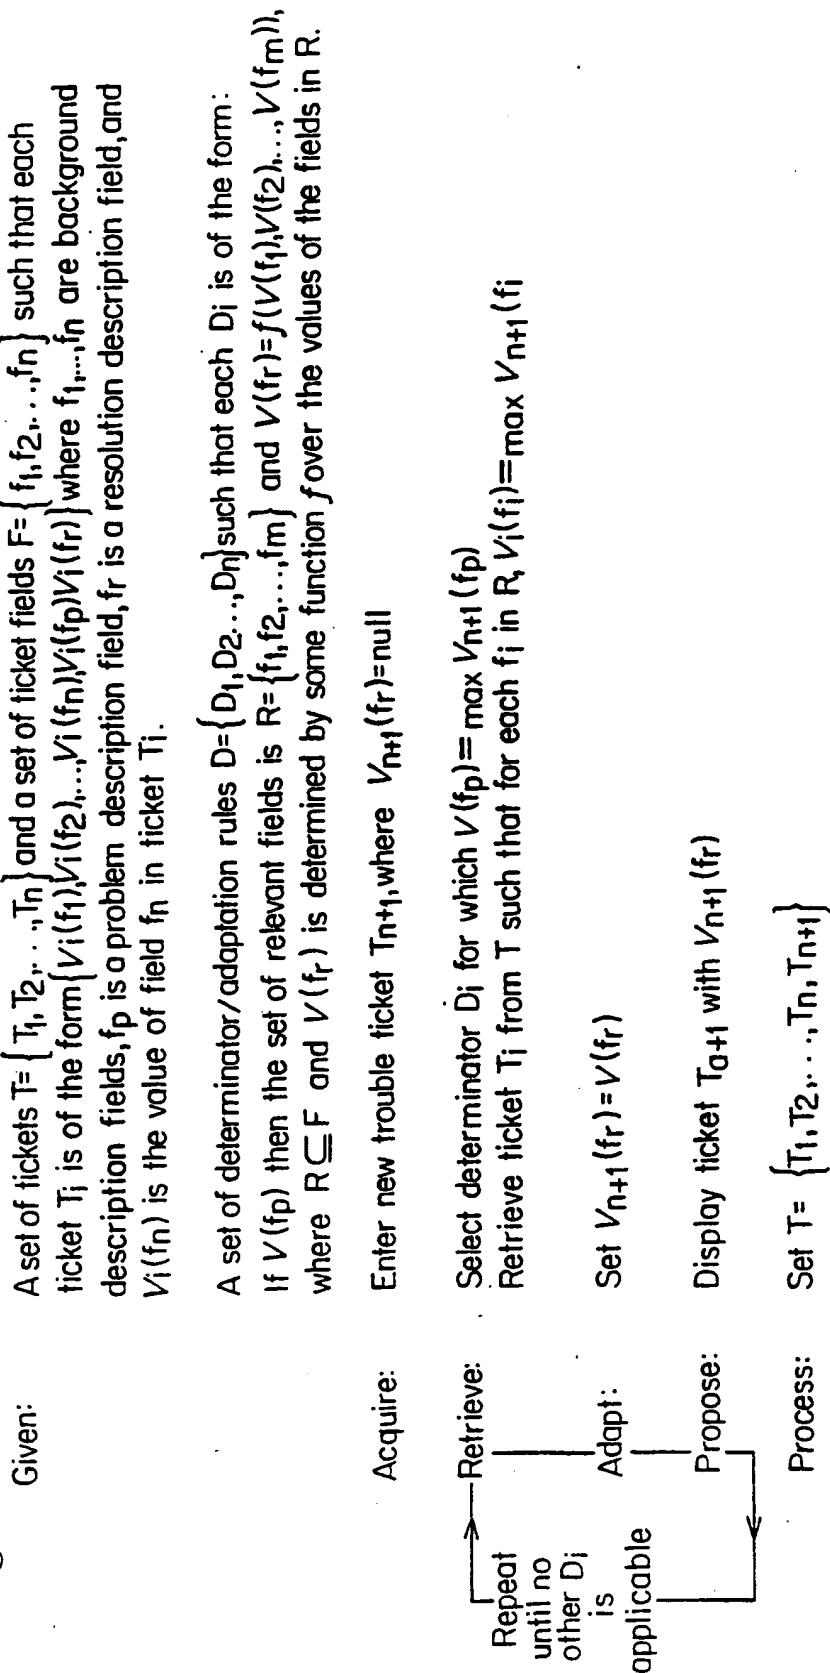 Given:
A set of tickets T={T1,T2,...,Tn} and a set of ticket fields F={f1,f2,...,fn} such that each
ticket Ti is of the form{Vi(f1),Vi(f2),...,Vi(fn),Vi(fp)Vi(fr)}where f1,...,fn are background
description fields, fp is a problem description field, fr is a resolution description field, and
Vi(fn) is the value of field fn in ticket Ti.
A set of determinator/adaptation rules D={D1,D2...,Dn}such that each Di is of the form:
If V(fp) then the set of relevant fields is R={f1,f2,...,fm} and V(fr)=f(V(f1),V(f2),...,V(fm)),
where R⊆F and V(fr) is determined by some function f over the values of the fields in R.
Acquire:
Enter new trouble ticket Tn+1, where Vn+1(fr)=null
Retrieve:
Select determinator Di for which V(fp)=max Vn+1(fp)
Retrieve ticket Ti from T such that for each fi in R, Vi(fi)=max Vn+1(fi
Adapt:
Set Vn+1(fr)=V(fr)
Propose:
Display ticket Ta+1 with Vn+1(fr)
Repeat
until no
other Di
is
applicable
Process:
Set T= {T1,T2,...,Tn,Tn+1}